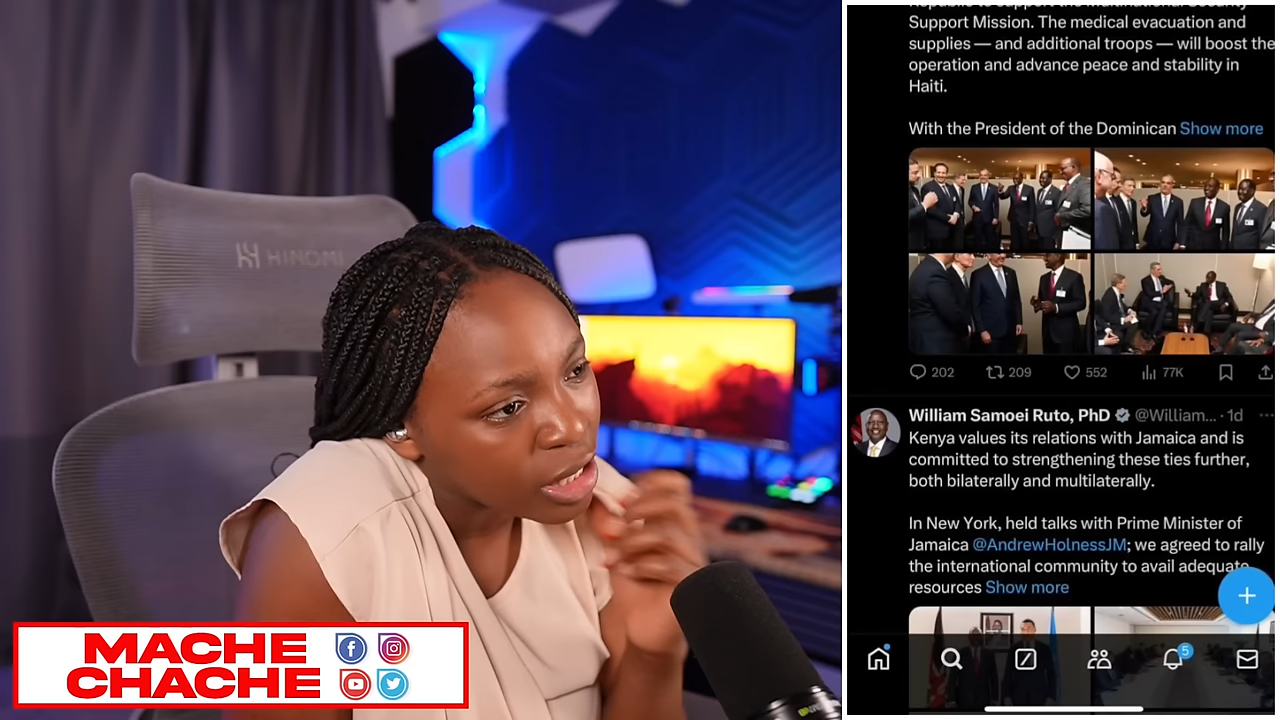 HINOMI
MACHE
CHACHE
Support Mission. The medical evacuation and
supplies — and additional troops — will boost the
operation and advance peace and stability in
Haiti.
With the President of the Dominican Show more
202 209 552 77K
William Samoei Ruto, PhD @William... · 1d
Kenya values its relations with Jamaica and is
committed to strengthening these ties further,
both bilaterally and multilaterally.
In New York, held talks with Prime Minister of
Jamaica @AndrewHolnessJM; we agreed to rally
the international community to avail adequate
resources Show more
5